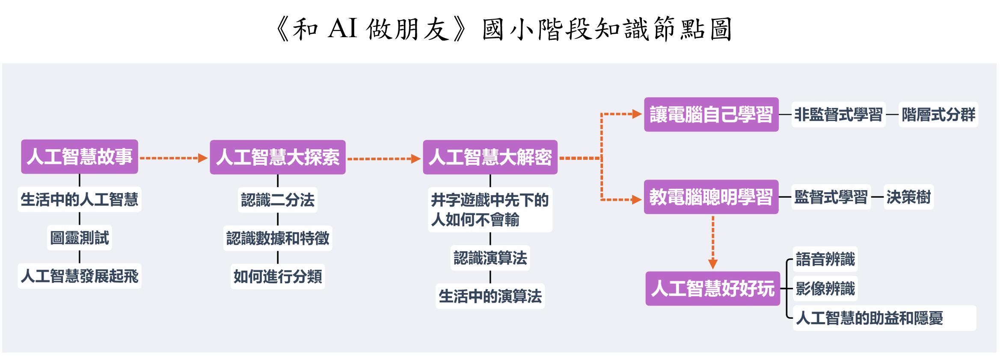 《和 AI 做朋友》國小階段知識節點圖
人工智慧故事
生活中的人工智慧
圖靈測試
人工智慧發展起飛
人工智慧大探索
認識二分法
認識數據和特徵
如何進行分類
人工智慧大解密
井字遊戲中先下的
人如何不會輸
認識演算法
生活中的演算法
讓電腦自己學習
非監督式學習
階層式分群
教電腦聰明學習
監督式學習
決策樹
人工智慧好好玩
語音辨識
影像辨識
人工智慧的助益和隱憂